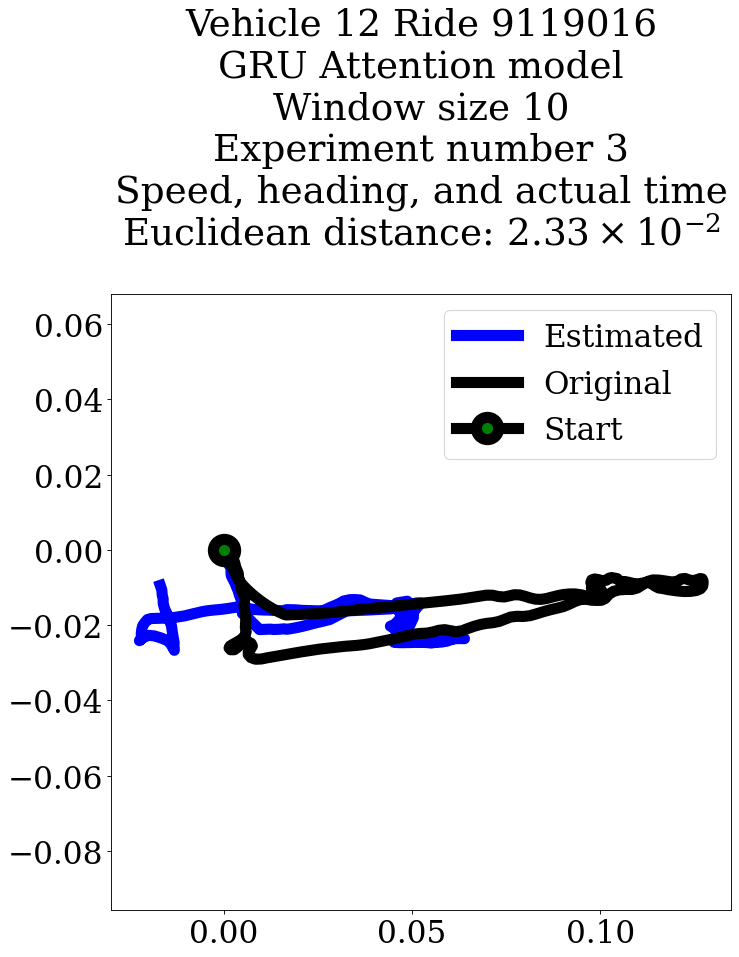 Vehicle 12 Ride 9119016
GRU Attention model
Window size 10
Experiment number 3
Speed, heading, and actual time
Euclidean distance: 2.33 × 10⁻²
Estimated
Original
Start
0.06
0.04
0.02
0.00
−0.02
−0.04
−0.06
−0.08
0.00 0.05 0.10